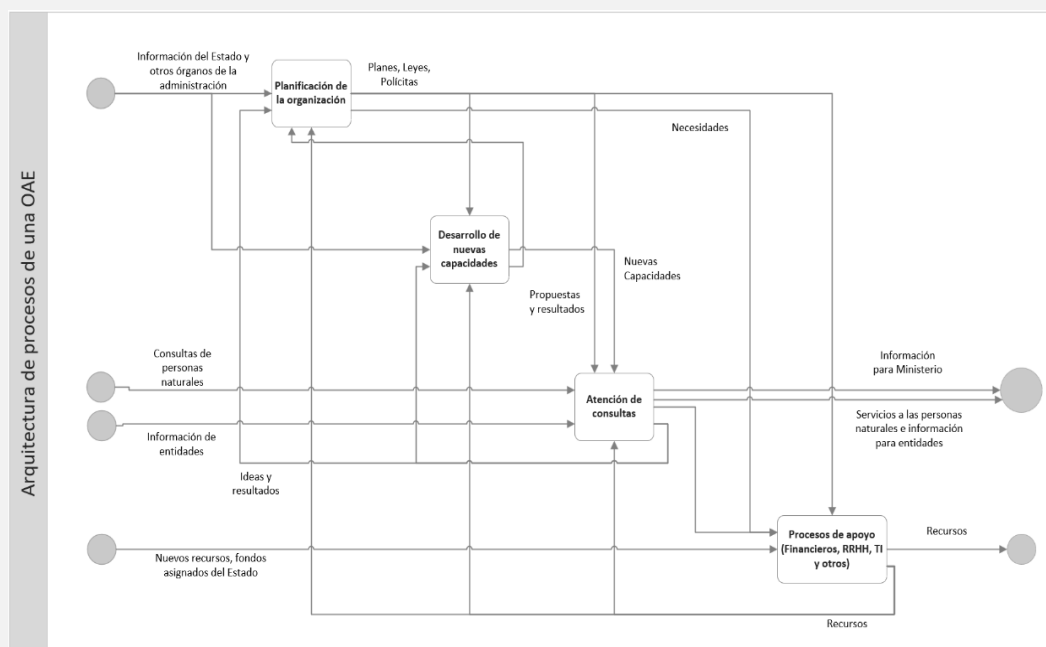 Arquitectura de procesos de una OAE
Información del Estado y
otros órganos de la
administración
Planificación de
la organización
Planes, Leyes,
Polícitas
Necesidades
Desarrollo de
nuevas
capacidades
Nuevas
Capacidades
Propuestas
y resultados
Consultas de
personas
naturales
Atención de
consultas
Información
para Ministerio
Servicios a las personas
naturales e información
para entidades
Información de
entidades
Ideas y
resultados
Procesos de apoyo
(Financieros, RRHH, TI
y otros)
Recursos
Nuevos recursos, fondos
asignados del Estado
Recursos